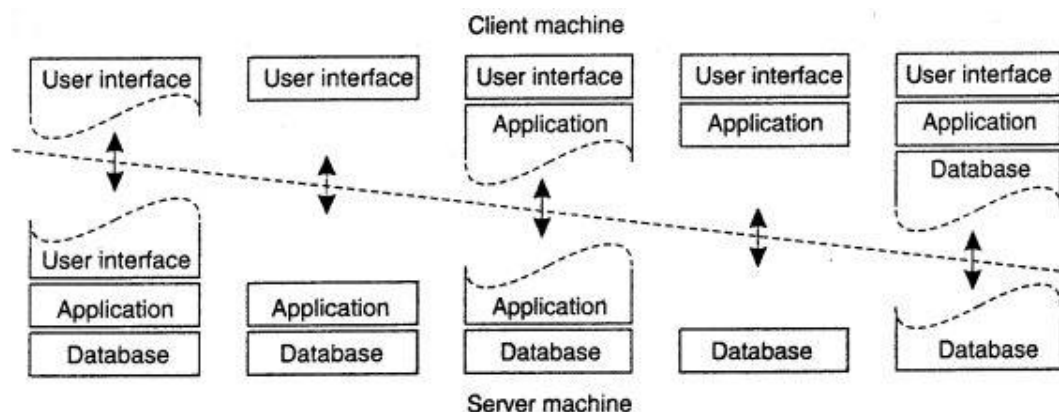 Client machine
User interface User interface User interface User interface User interface
Application Application Application
Database
User interface
Application Application Application
Database Database Database Database Database
Server machine